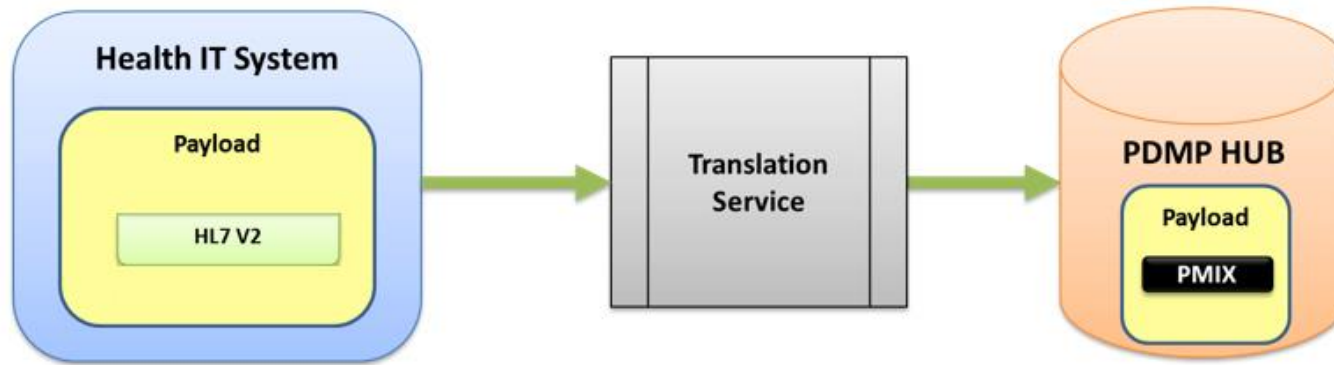 Health IT System
Payload
HL7 V2
Translation
Service
PDMP HUB
Payload
PMIX